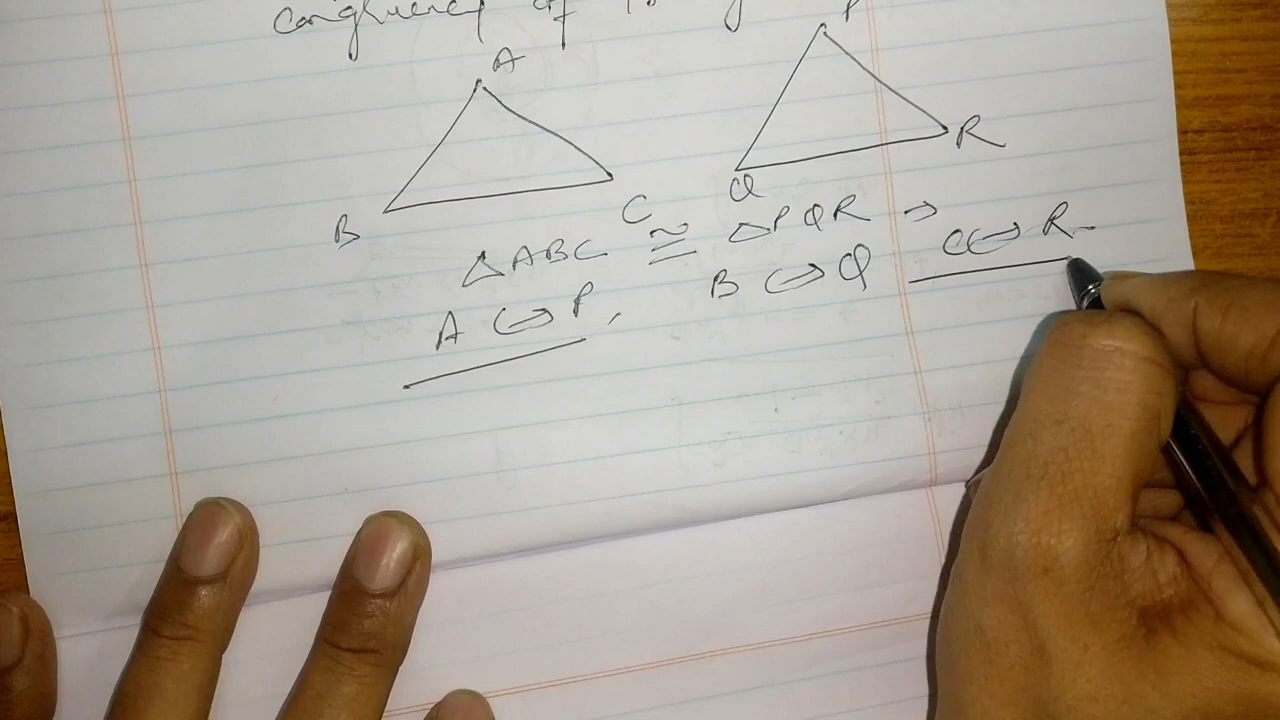 congruency of
A
P
B
C
Q
R
△ABC ≅ △PQR ⇒
A ↔ P, B ↔ Q C ↔ R